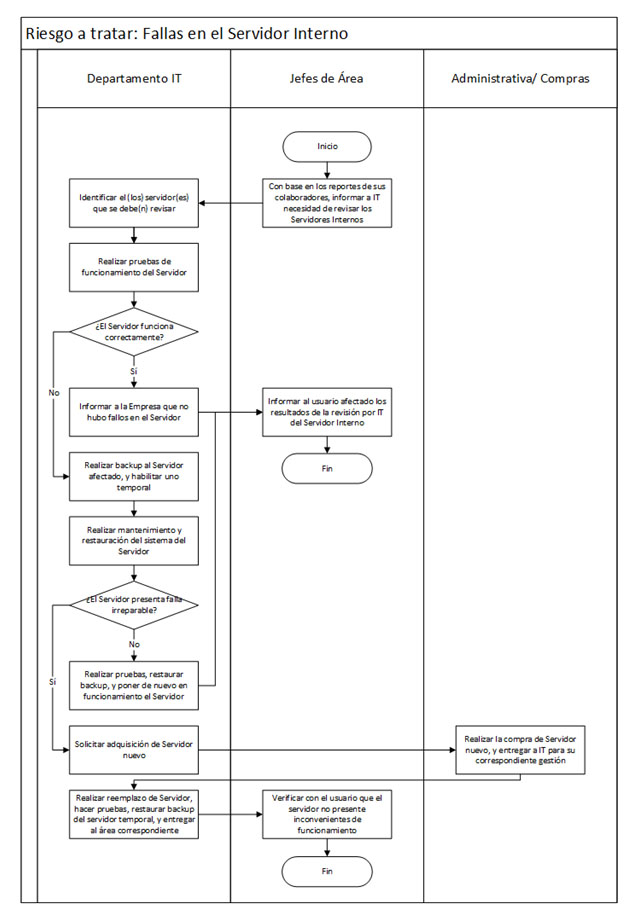 Riesgo a tratar: Fallas en el Servidor Interno
Departamento IT
Jefes de Área
Administrativa/ Compras
Inicio
Con base en los reportes de sus
colaboradores, informar a IT
necesidad de revisar los
Servidores Internos
Identificar el (los) servidor(es)
que se debe(n) revisar
Realizar pruebas de
funcionamiento del Servidor
¿El Servidor funciona
correctamente?
Sí
No
Informar a la Empresa que no
hubo fallos en el Servidor
Informar al usuario afectado los
resultados de la revisión por IT
del Servidor Interno
Fin
Realizar backup al Servidor
afectado, y habilitar uno
temporal
Realizar mantenimiento y
restauración del sistema del
Servidor
¿El Servidor presenta falla
irreparable?
No
Sí
Realizar pruebas, restaurar
backup, y poner de nuevo en
funcionamiento el Servidor
Solicitar adquisición de Servidor
nuevo
Realizar la compra de Servidor
nuevo, y entregar a IT para su
correspondiente gestión
Realizar reemplazo de Servidor,
hacer pruebas, restaurar backup
del servidor temporal, y entregar
al área correspondiente
Verificar con el usuario que el
servidor no presente
inconvenientes de
funcionamiento
Fin